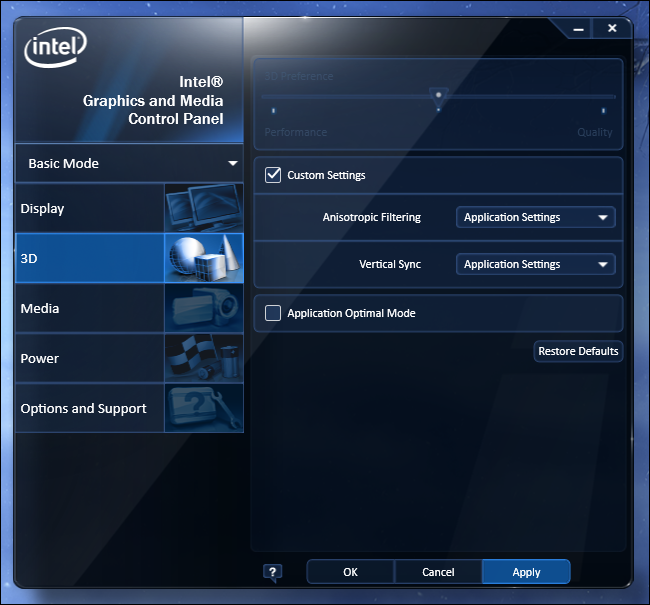 intel
Intel®
Graphics and Media
Control Panel
Basic Mode
Display
3D
Media
Power
Options and Support
3D Preference
Performance Quality
Custom Settings
Anisotropic Filtering Application Settings
Vertical Sync Application Settings
Application Optimal Mode
Restore Defaults
? OK Cancel Apply